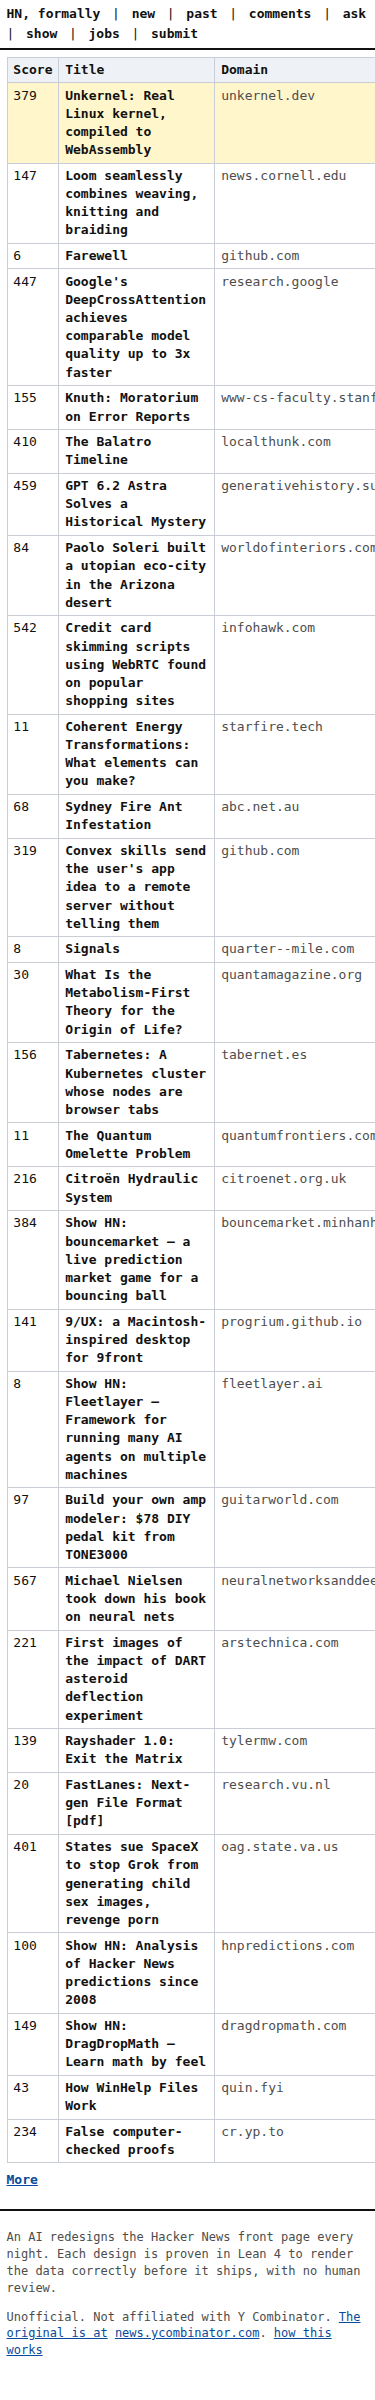 HN, formally | new | past | comments | ask
| show | jobs | submit
Score Title Domain
379 Unkernel: Real unkernel.dev
Linux kernel,
compiled to
WebAssembly
147 Loom seamlessly news.cornell.edu
combines weaving,
knitting and
braiding
6 Farewell github.com
447 Google's research.google
DeepCrossAttention
achieves
comparable model
quality up to 3x
faster
155 Knuth: Moratorium www-cs-faculty.stanf
on Error Reports
410 The Balatro localthunk.com
Timeline
459 GPT 6.2 Astra generativehistory.su
Solves a
Historical Mystery
84 Paolo Soleri built worldofinteriors.com
a utopian eco-city
in the Arizona
desert
542 Credit card infohawk.com
skimming scripts
using WebRTC found
on popular
shopping sites
11 Coherent Energy starfire.tech
Transformations:
What elements can
you make?
68 Sydney Fire Ant abc.net.au
Infestation
319 Convex skills send github.com
the user's app
idea to a remote
server without
telling them
8 Signals quarter--mile.com
30 What Is the quantamagazine.org
Metabolism-First
Theory for the
Origin of Life?
156 Tabernetes: A tabernet.es
Kubernetes cluster
whose nodes are
browser tabs
11 The Quantum quantumfrontiers.com
Omelette Problem
216 Citroën Hydraulic citroenet.org.uk
System
384 Show HN: bouncemarket.minhanh
bouncemarket – a
live prediction
market game for a
bouncing ball
141 9/UX: a Macintosh- progrium.github.io
inspired desktop
for 9front
8 Show HN: fleetlayer.ai
Fleetlayer –
Framework for
running many AI
agents on multiple
machines
97 Build your own amp guitarworld.com
modeler: $78 DIY
pedal kit from
TONE3000
567 Michael Nielsen neuralnetworksanddee
took down his book
on neural nets
221 First images of arstechnica.com
the impact of DART
asteroid
deflection
experiment
139 Rayshader 1.0: tylermw.com
Exit the Matrix
20 FastLanes: Next- research.vu.nl
gen File Format
[pdf]
401 States sue SpaceX oag.state.va.us
to stop Grok from
generating child
sex images,
revenge porn
100 Show HN: Analysis hnpredictions.com
of Hacker News
predictions since
2008
149 Show HN: dragdropmath.com
DragDropMath –
Learn math by feel
43 How WinHelp Files quin.fyi
Work
234 False computer- cr.yp.to
checked proofs
More
An AI redesigns the Hacker News front page every
night. Each design is proven in Lean 4 to render
the data correctly before it ships, with no human
review.
Unofficial. Not affiliated with Y Combinator. The
original is at news.ycombinator.com. how this
works